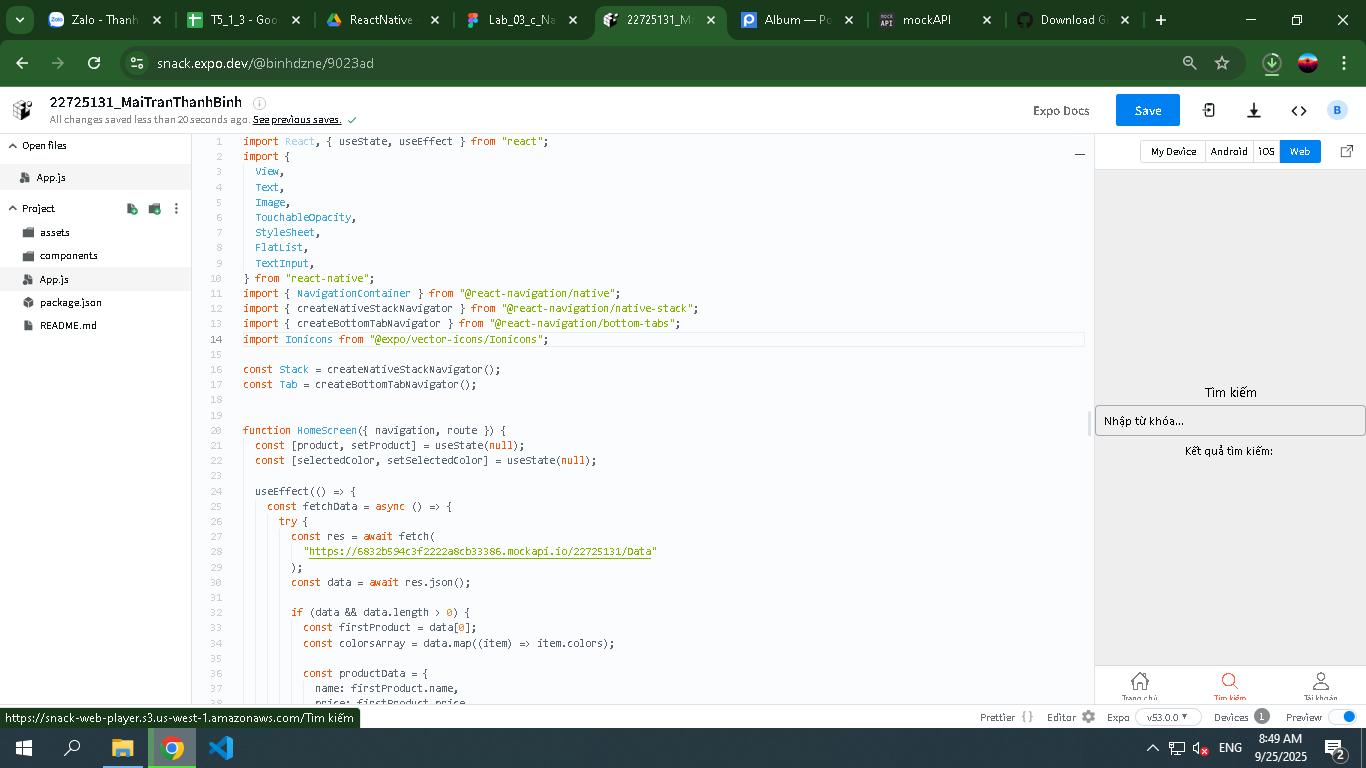 Zalo - Thanh
T5_1_3 - Goo
ReactNative
Lab_03_c_Na
22725131_Ma
Album — Po
mockAPI
Download Gi
snack.expo.dev/@binhdzne/9023ad
22725131_MaiTranThanhBinh
All changes saved less than 20 seconds ago. See previous saves.
Expo Docs
Save
B
Open files
App.js
Project
assets
components
App.js
package.json
README.md
1 import React, { useState, useEffect } from "react";
2 import {
3 View,
4 Text,
5 Image,
6 TouchableOpacity,
7 StyleSheet,
8 FlatList,
9 TextInput,
10 } from "react-native";
11 import { NavigationContainer } from "@react-navigation/native";
12 import { createNativeStackNavigator } from "@react-navigation/native-stack";
13 import { createBottomTabNavigator } from "@react-navigation/bottom-tabs";
14 import Ionicons from "@expo/vector-icons/Ionicons";
15
16 const Stack = createNativeStackNavigator();
17 const Tab = createBottomTabNavigator();
18
19
20 function HomeScreen({ navigation, route }) {
21 const [product, setProduct] = useState(null);
22 const [selectedColor, setSelectedColor] = useState(null);
23
24 useEffect(() => {
25 const fetchData = async () => {
26 try {
27 const res = await fetch(
28 "https://6832b594c3f2222a8cb33386.mockapi.io/22725131/Data"
29 );
30 const data = await res.json();
31
32 if (data && data.length > 0) {
33 const firstProduct = data[0];
34 const colorsArray = data.map((item) => item.colors);
35
36 const productData = {
37 name: firstProduct.name,
38 price: firstProduct.price
My Device
Android
iOS
Web
Tìm kiếm
Nhập từ khóa...
Kết quả tìm kiếm:
Trang chủ
Tìm kiếm
Tài khoản
https://snack-web-player.s3.us-west-1.amazonaws.com/Tìm kiếm
Prettier { }
Editor
Expo
v53.0.0
Devices 1
Preview
ENG
8:49 AM
9/25/2025
2